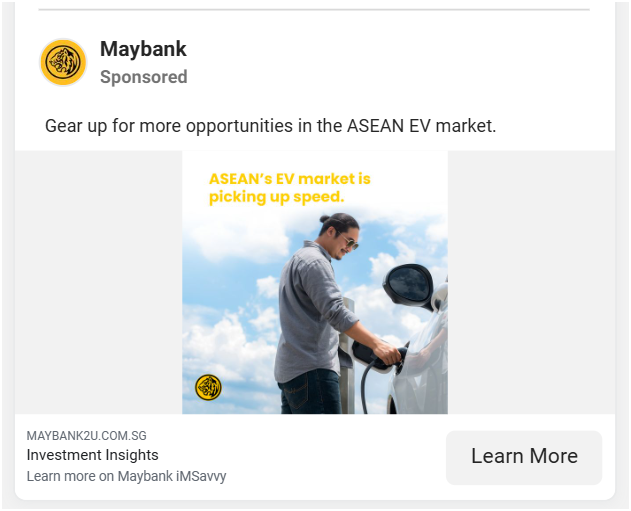 Maybank
Sponsored
Gear up for more opportunities in the ASEAN EV market.
ASEAN's EV market is
picking up speed.
MAYBANK2U.COM.SG
Investment Insights
Learn more on Maybank iMSavvy
Learn More